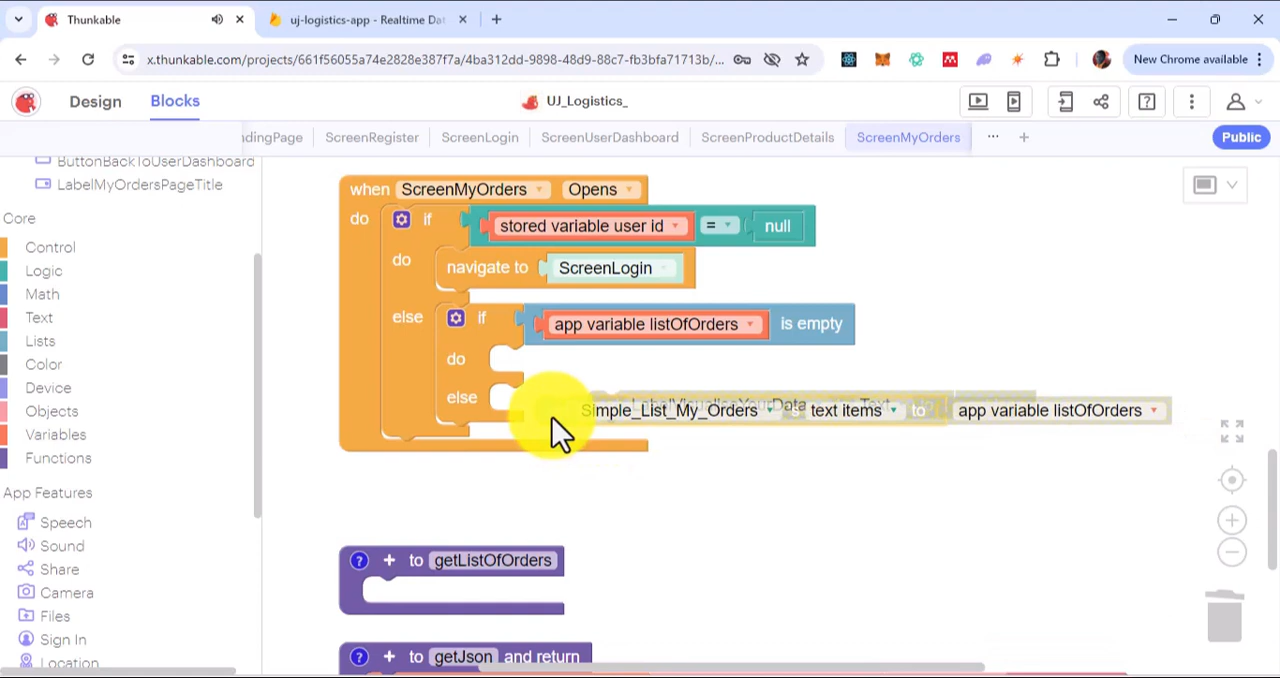 Thunkable
uj-logistics-app - Realtime Dat
x.thunkable.com/projects/661f56055a74e2828e387f7a/4ba312dd-9898-48d9-88c7-fb3bfa71713b/...
New Chrome available
Design
Blocks
UJ_Logistics_
ndingPage
ScreenRegister
ScreenLogin
ScreenUserDashboard
ScreenProductDetails
ScreenMyOrders
Public
ButtonBackToUserDashboard
LabelMyOrdersPageTitle
Core
Control
Logic
Math
Text
Lists
Color
Device
Objects
Variables
Functions
App Features
Speech
Sound
Share
Camera
Files
Sign In
Location
when ScreenMyOrders Opens
do if stored variable user id = null
do navigate to ScreenLogin
else if app variable listOfOrders is empty
do
else
LabelVisualiseYourData Text to
Simple_List_My_Orders 's text items to app variable listOfOrders
? + to getListOfOrders
? + to getJson and return